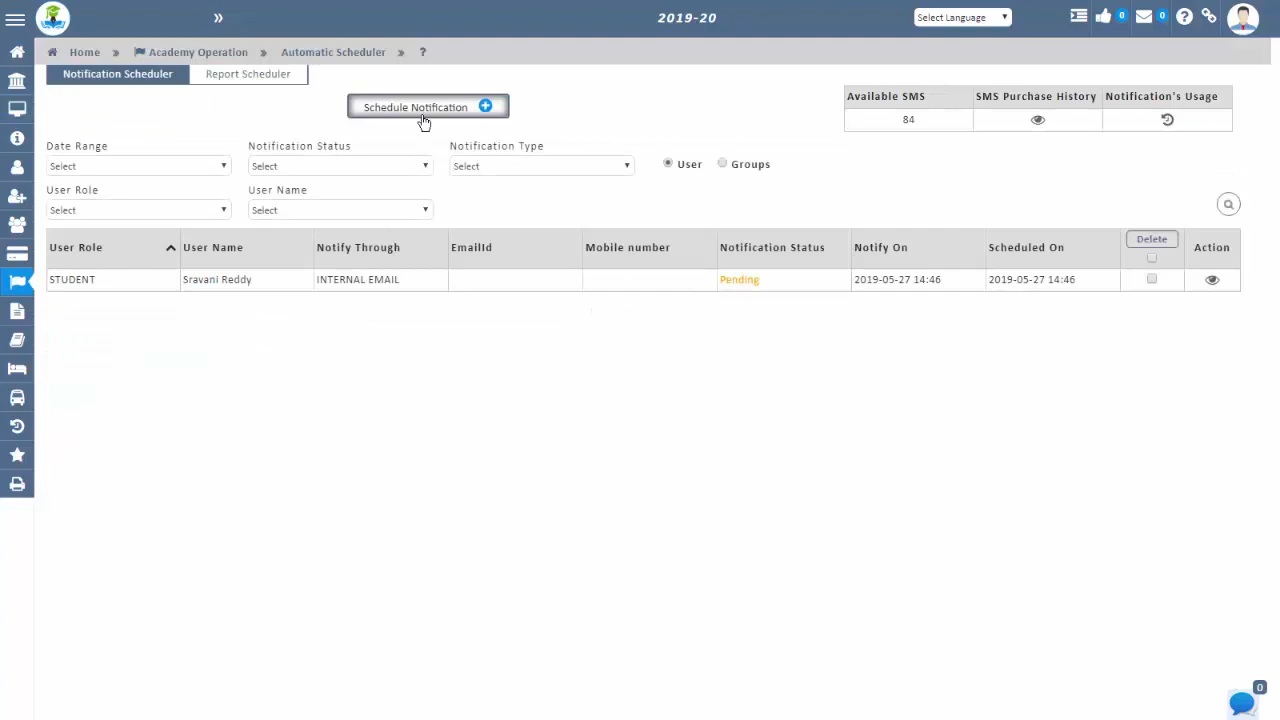 2019-20
Select Language
0
0
Home » Academy Operation » Automatic Scheduler » ?
Notification Scheduler
Report Scheduler
Schedule Notification
Available SMS
SMS Purchase History
Notification's Usage
84
Date Range
Notification Status
Notification Type
Select
Select
Select
User
Groups
User Role
User Name
Select
Select
User Role
User Name
Notify Through
EmailId
Mobile number
Notification Status
Notify On
Scheduled On
Delete
Action
STUDENT
Sravani Reddy
INTERNAL EMAIL
Pending
2019-05-27 14:46
2019-05-27 14:46
0